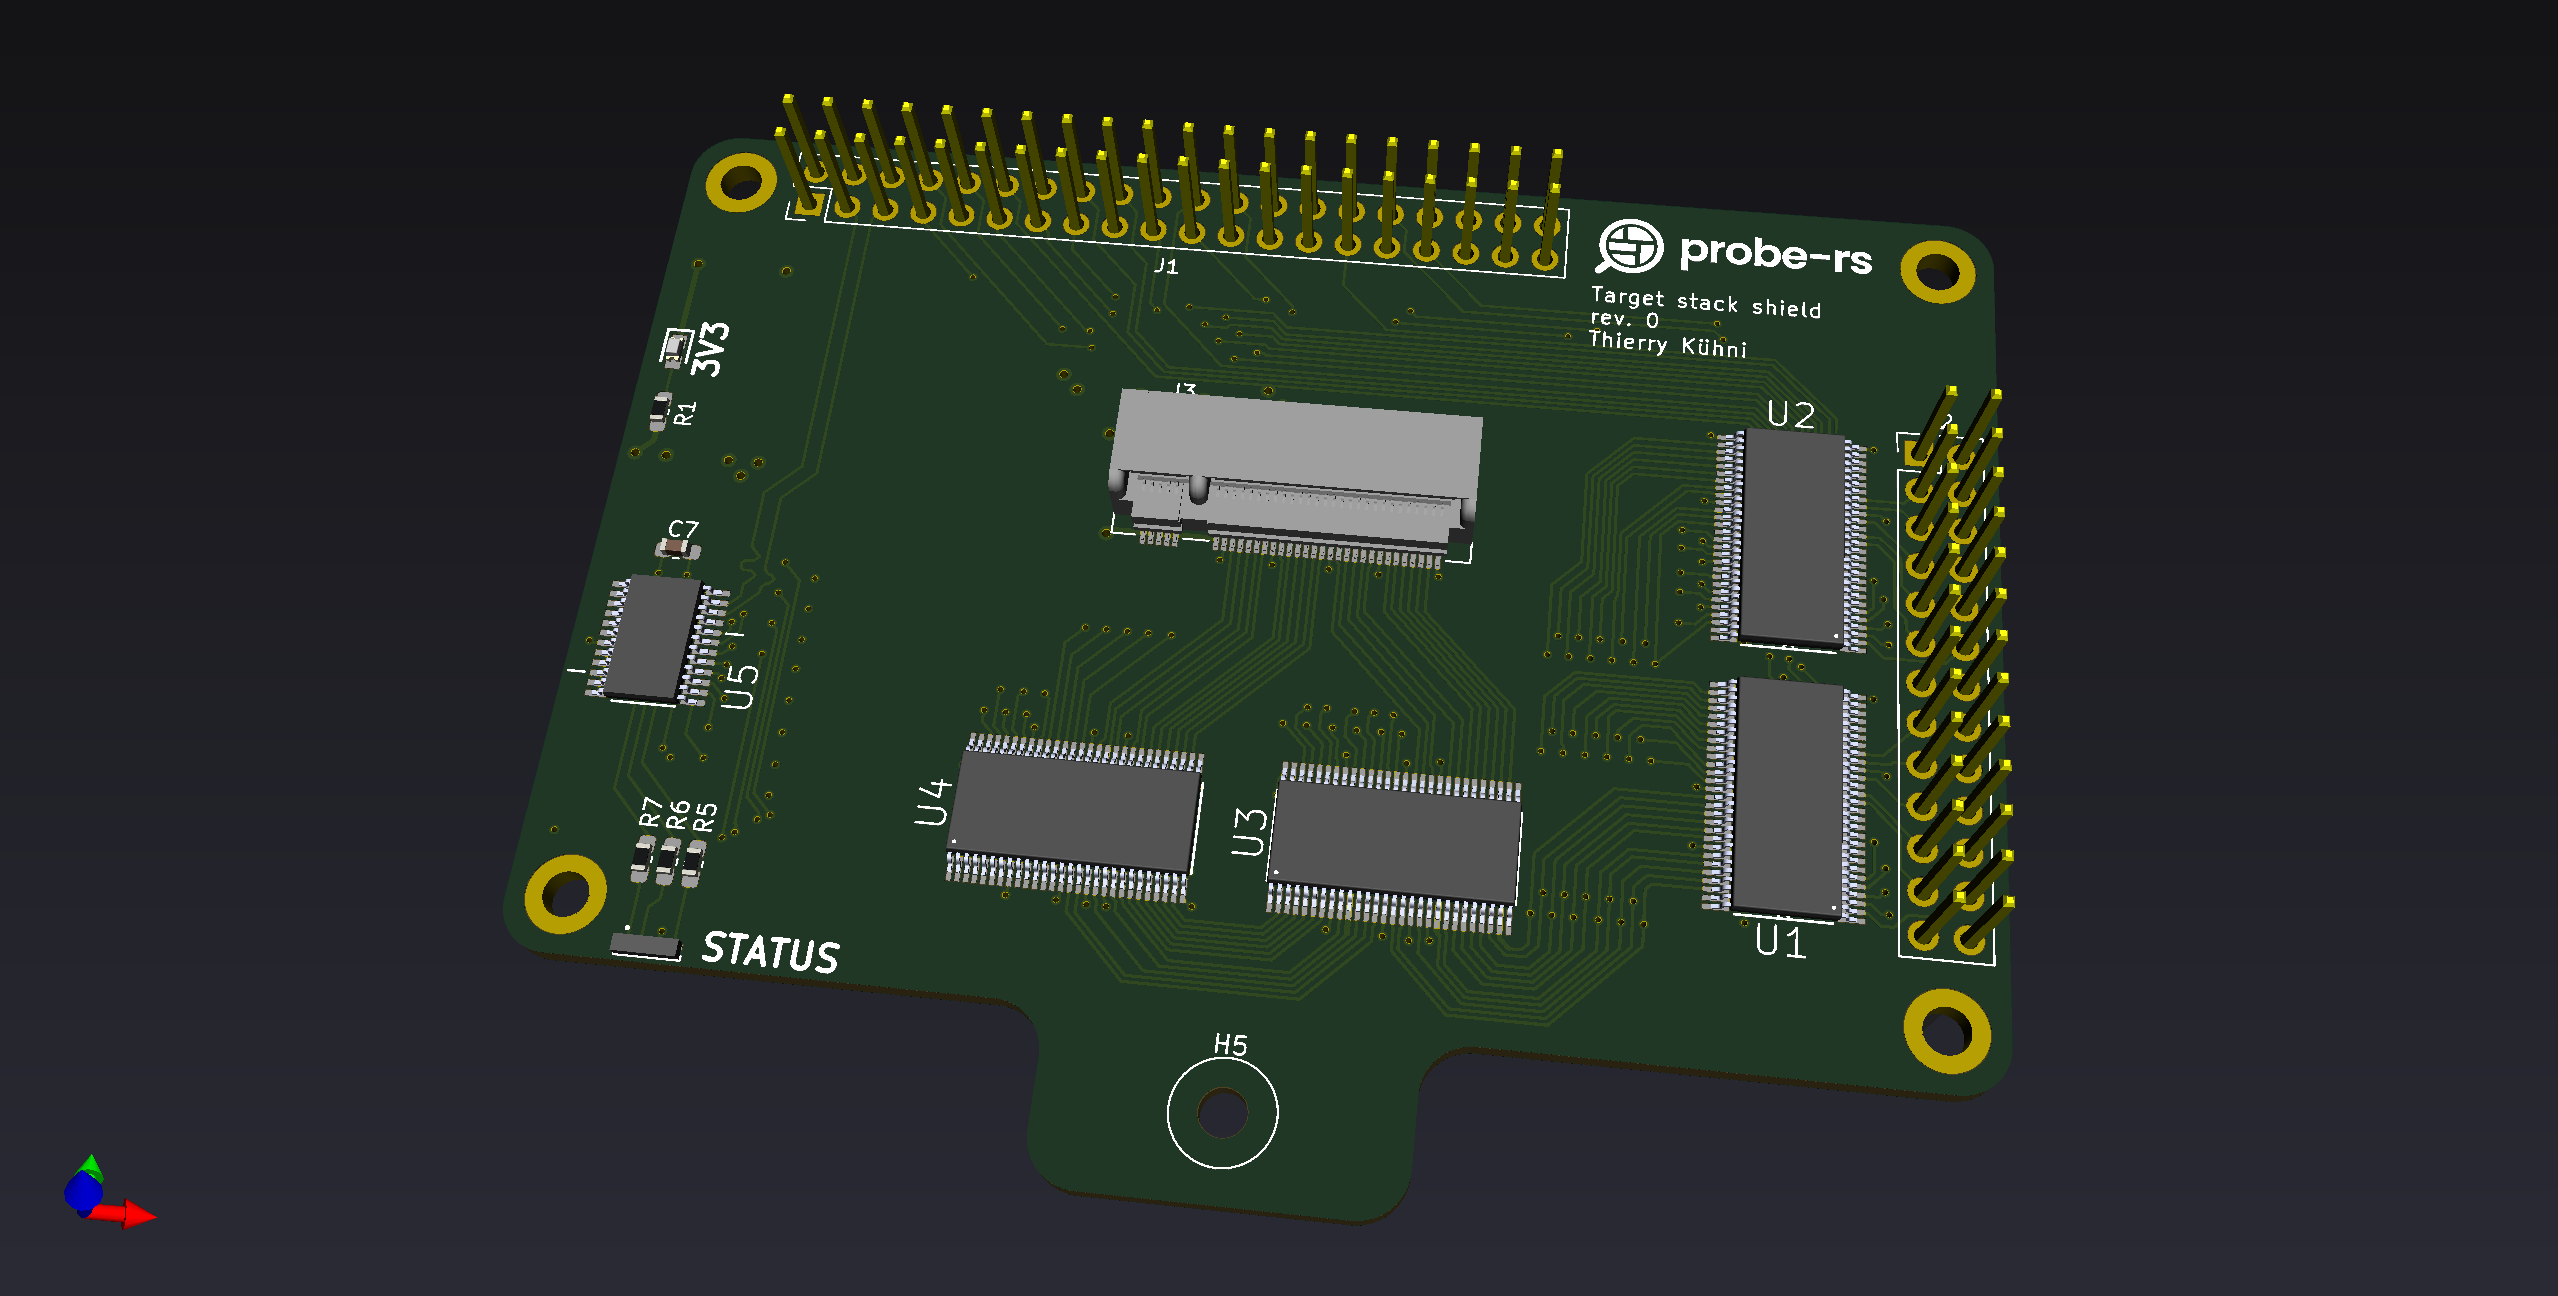 J1
probe-rs
Target stack shield
rev. 0
Thierry Kühni
3V3
R1
J3
U2
C7
U5
U4
U3
R7
R6
R5
STATUS
U1
H5